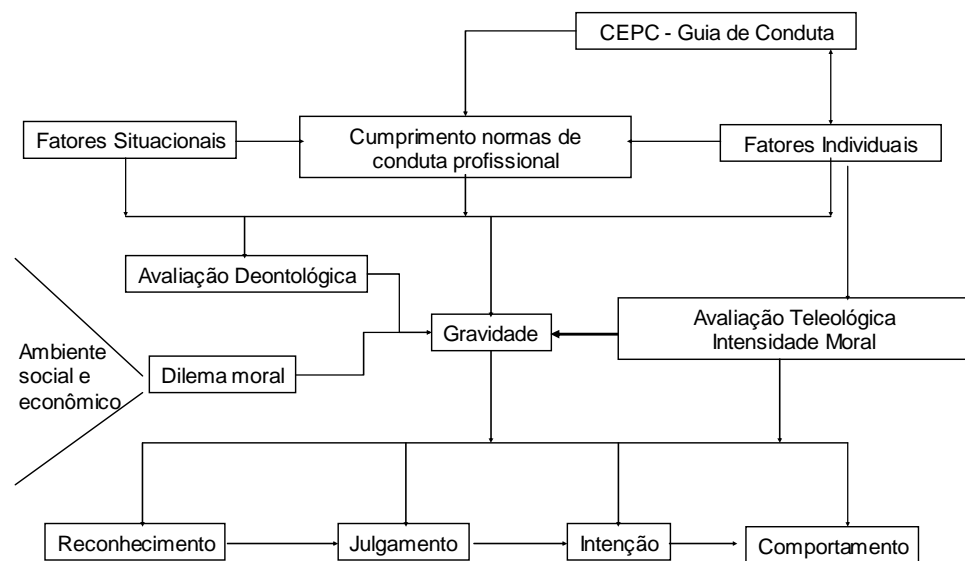 CEPC - Guia de Conduta
Fatores Situacionais
Cumprimento normas de
conduta profissional
Fatores Individuais
Avaliação Deontológica
Gravidade
Avaliação Teleológica
Intensidade Moral
Ambiente
social e
econômico
Dilema moral
Reconhecimento
Julgamento
Intenção
Comportamento